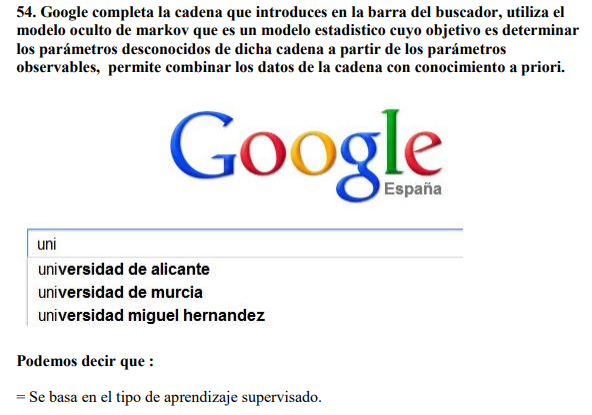 54. Google completa la cadena que introduces en la barra del buscador, utiliza el
modelo oculto de markov que es un modelo estadistico cuyo objetivo es determinar
los parámetros desconocidos de dicha cadena a partir de los parámetros
observables, permite combinar los datos de la cadena con conocimiento a priori.
Google
España
uni
universidad de alicante
universidad de murcia
universidad miguel hernandez
Podemos decir que :
= Se basa en el tipo de aprendizaje supervisado.